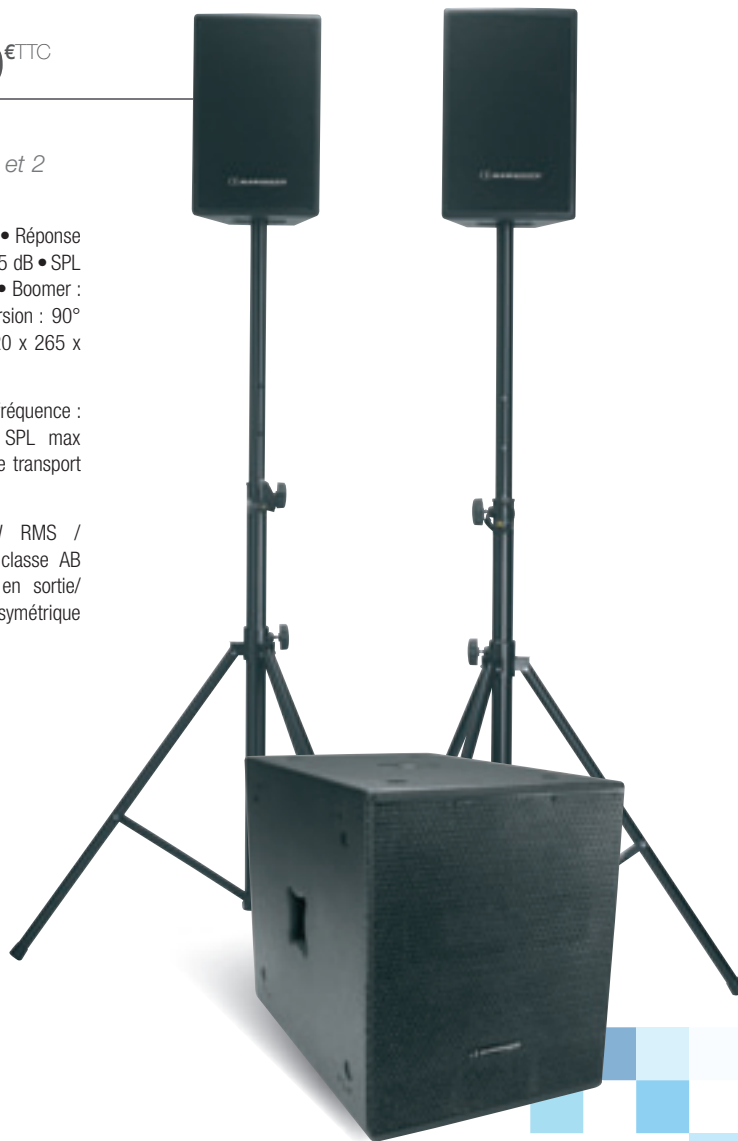 €TTC
et 2
• Réponse
5 dB • SPL
• Boomer :
rsion : 90°
20 x 265 x
réquence :
SPL max
e transport
RMS /
classe AB
en sortie/
symétrique